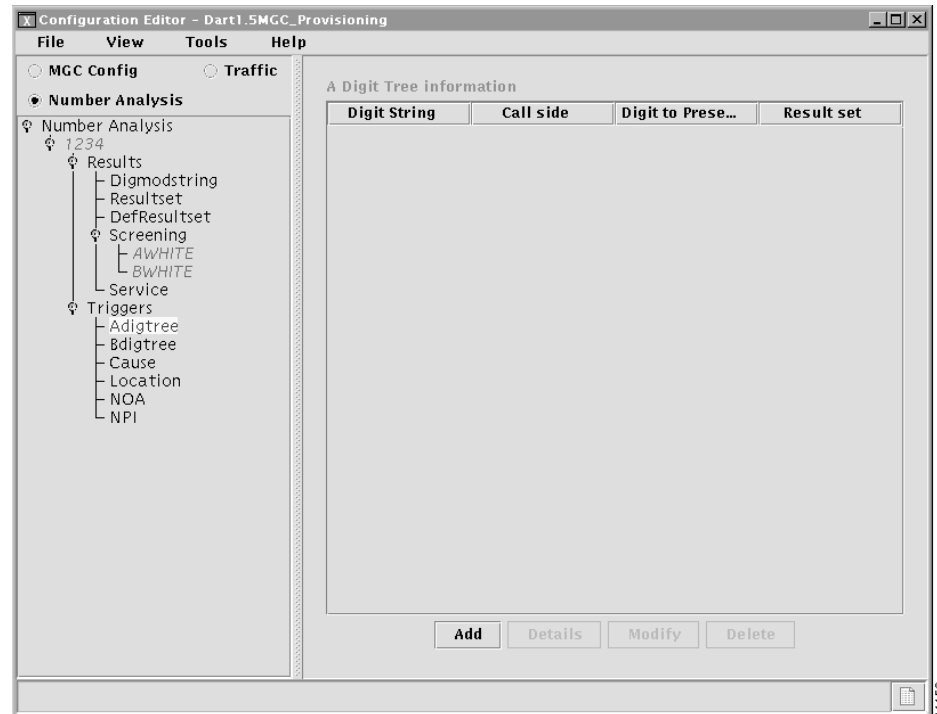 Configuration Editor - Dart1.5MGC_Provisioning
File View Tools Help
MGC Config Traffic
Number Analysis
Number Analysis
1234
Results
Digmodstring
Resultset
DefResultset
Screening
AWHITE
BWHITE
Service
Triggers
Adigtree
Bdigtree
Cause
Location
NOA
NPI
A Digit Tree information
Digit String Call side Digit to Prese... Result set
Add Details Modify Delete